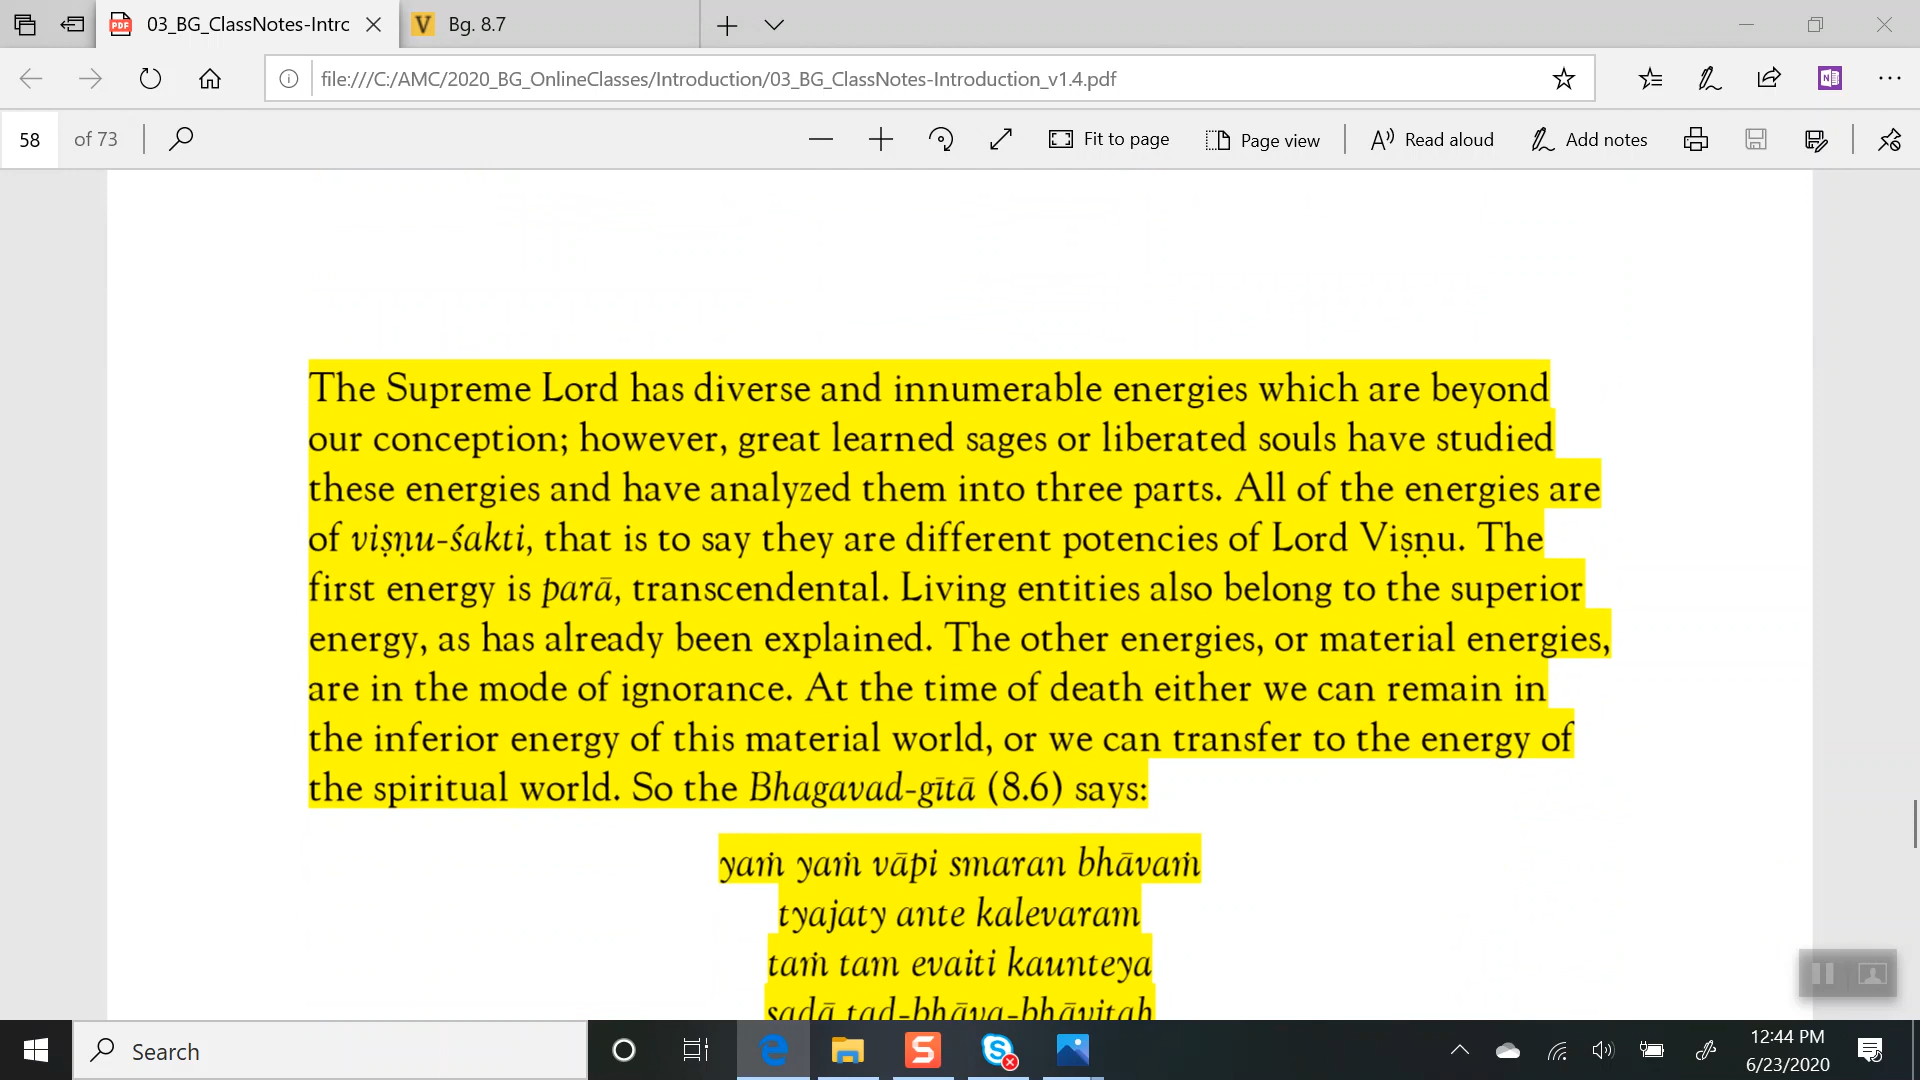 03_BG_ClassNotes-Intrc
Bg. 8.7
file:///C:/AMC/2020_BG_OnlineClasses/Introduction/03_BG_ClassNotes-Introduction_v1.4.pdf
58 of 73
Fit to page
Page view
Read aloud
Add notes
The Supreme Lord has diverse and innumerable energies which are beyond
our conception; however, great learned sages or liberated souls have studied
these energies and have analyzed them into three parts. All of the energies are
of viṣṇu-śakti, that is to say they are different potencies of Lord Viṣṇu. The
first energy is parā, transcendental. Living entities also belong to the superior
energy, as has already been explained. The other energies, or material energies,
are in the mode of ignorance. At the time of death either we can remain in
the inferior energy of this material world, or we can transfer to the energy of
the spiritual world. So the Bhagavad-gītā (8.6) says:
yaṁ yaṁ vāpi smaran bhāvaṁ
tyajaty ante kalevaram
taṁ tam evaiti kaunteya
sadā tad-bhāva-bhāvitaḥ
Search
12:44 PM
6/23/2020